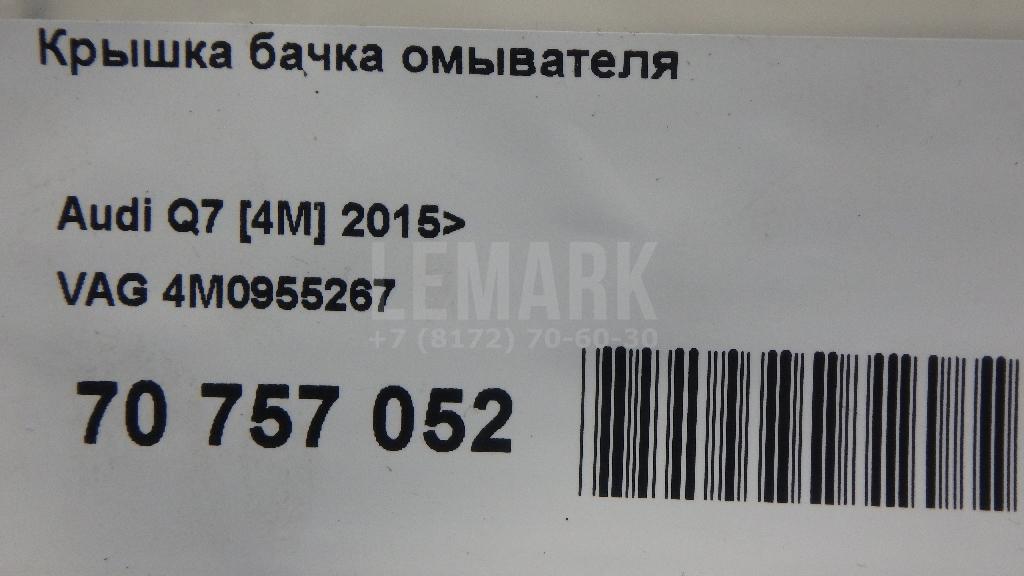 Крышка бачка омывателя
Audi Q7 [4M] 2015>
VAG 4M0955267
LEMARK
+7 (8172) 70-60-30
70 757 052